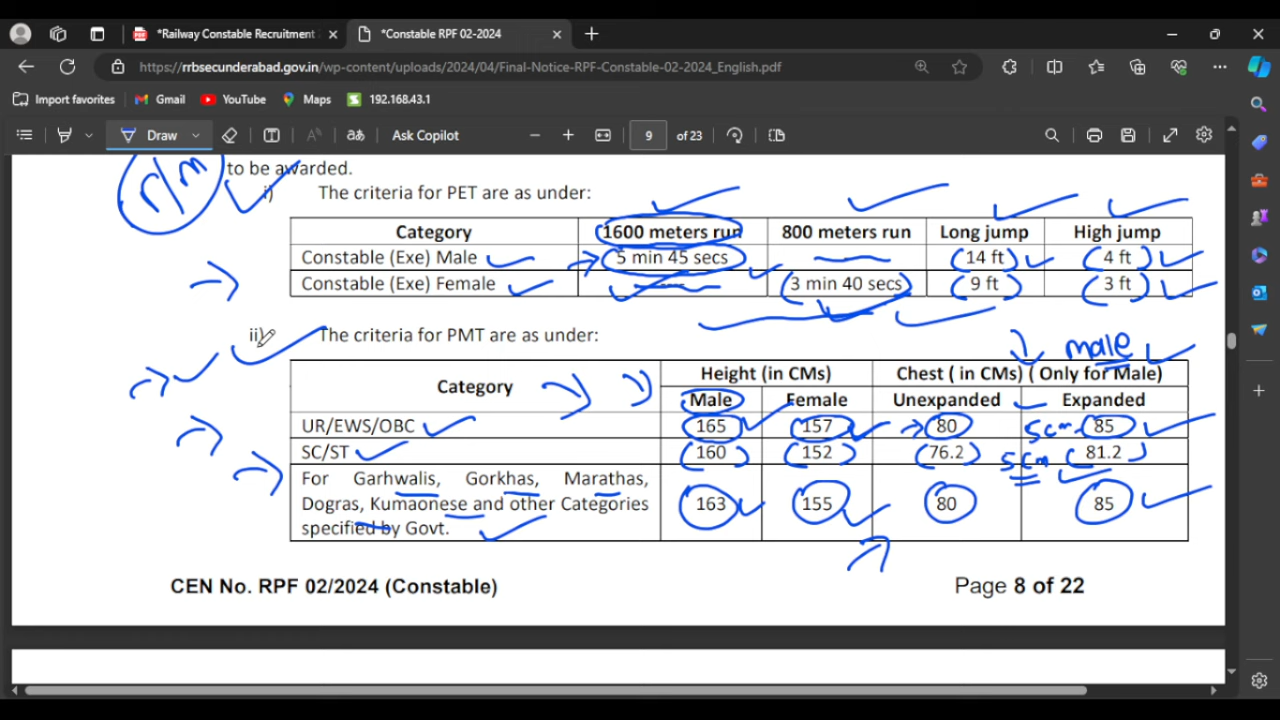 *Railway Constable Recruitment
*Constable RPF 02-2024
https://rrbsecunderabad.gov.in/wp-content/uploads/2024/04/Final-Notice-RPF-Constable-02-2024_English.pdf
Import favorites Gmail YouTube Maps 192.168.43.1
Draw Ask Copilot 9 of 23
to be awarded.
r/m
i) The criteria for PET are as under:
Category 1600 meters run 800 meters run Long jump High jump
Constable (Exe) Male 5 min 45 secs ----- 14 ft 4 ft
Constable (Exe) Female ----- 3 min 40 secs 9 ft 3 ft
ii) The criteria for PMT are as under:
male
Category Height (in CMs) Chest ( in CMs) ( Only for Male)
Male Female Unexpanded Expanded
UR/EWS/OBC 165 157 80 5cm 85
SC/ST 160 152 76.2 5cm 81.2
For Garhwalis, Gorkhas, Marathas,
Dogras, Kumaonese and other Categories 163 155 80 85
specified by Govt.
CEN No. RPF 02/2024 (Constable) Page 8 of 22